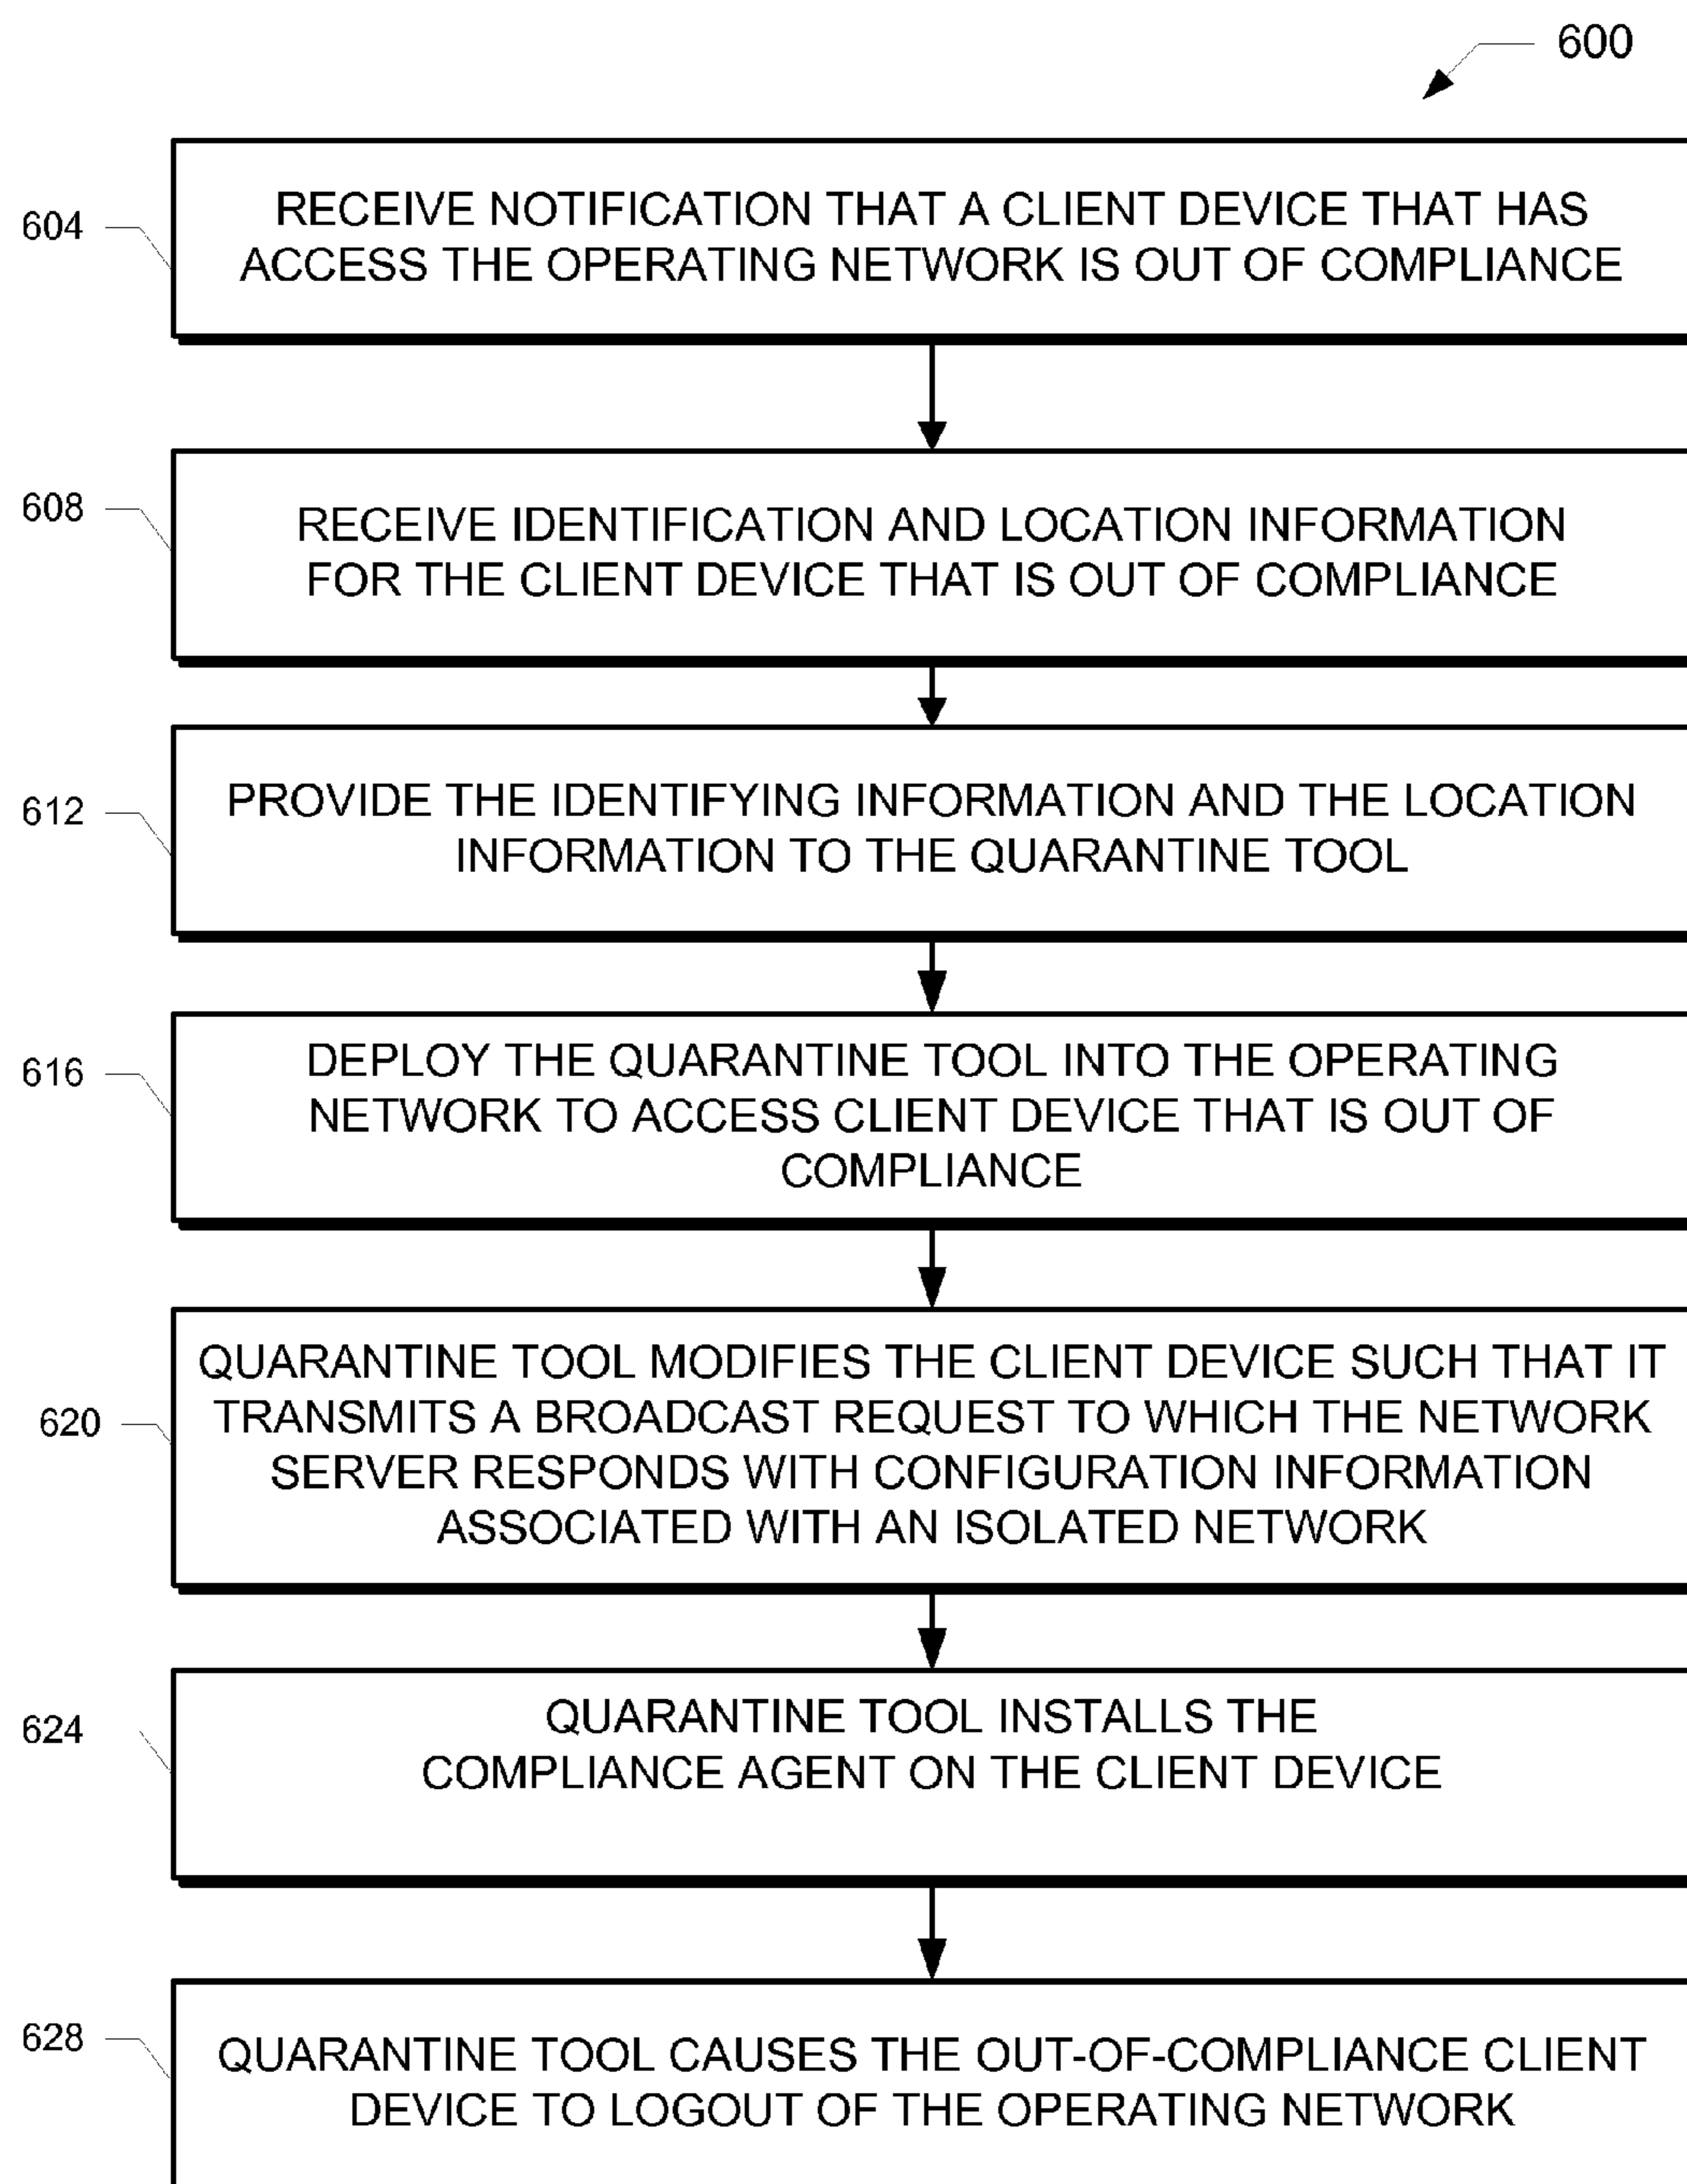 600
604
RECEIVE NOTIFICATION THAT A CLIENT DEVICE THAT HAS
ACCESS THE OPERATING NETWORK IS OUT OF COMPLIANCE
608
RECEIVE IDENTIFICATION AND LOCATION INFORMATION
FOR THE CLIENT DEVICE THAT IS OUT OF COMPLIANCE
612
PROVIDE THE IDENTIFYING INFORMATION AND THE LOCATION
INFORMATION TO THE QUARANTINE TOOL
616
DEPLOY THE QUARANTINE TOOL INTO THE OPERATING
NETWORK TO ACCESS CLIENT DEVICE THAT IS OUT OF
COMPLIANCE
620
QUARANTINE TOOL MODIFIES THE CLIENT DEVICE SUCH THAT IT
TRANSMITS A BROADCAST REQUEST TO WHICH THE NETWORK
SERVER RESPONDS WITH CONFIGURATION INFORMATION
ASSOCIATED WITH AN ISOLATED NETWORK
624
QUARANTINE TOOL INSTALLS THE
COMPLIANCE AGENT ON THE CLIENT DEVICE
628
QUARANTINE TOOL CAUSES THE OUT-OF-COMPLIANCE CLIENT
DEVICE TO LOGOUT OF THE OPERATING NETWORK